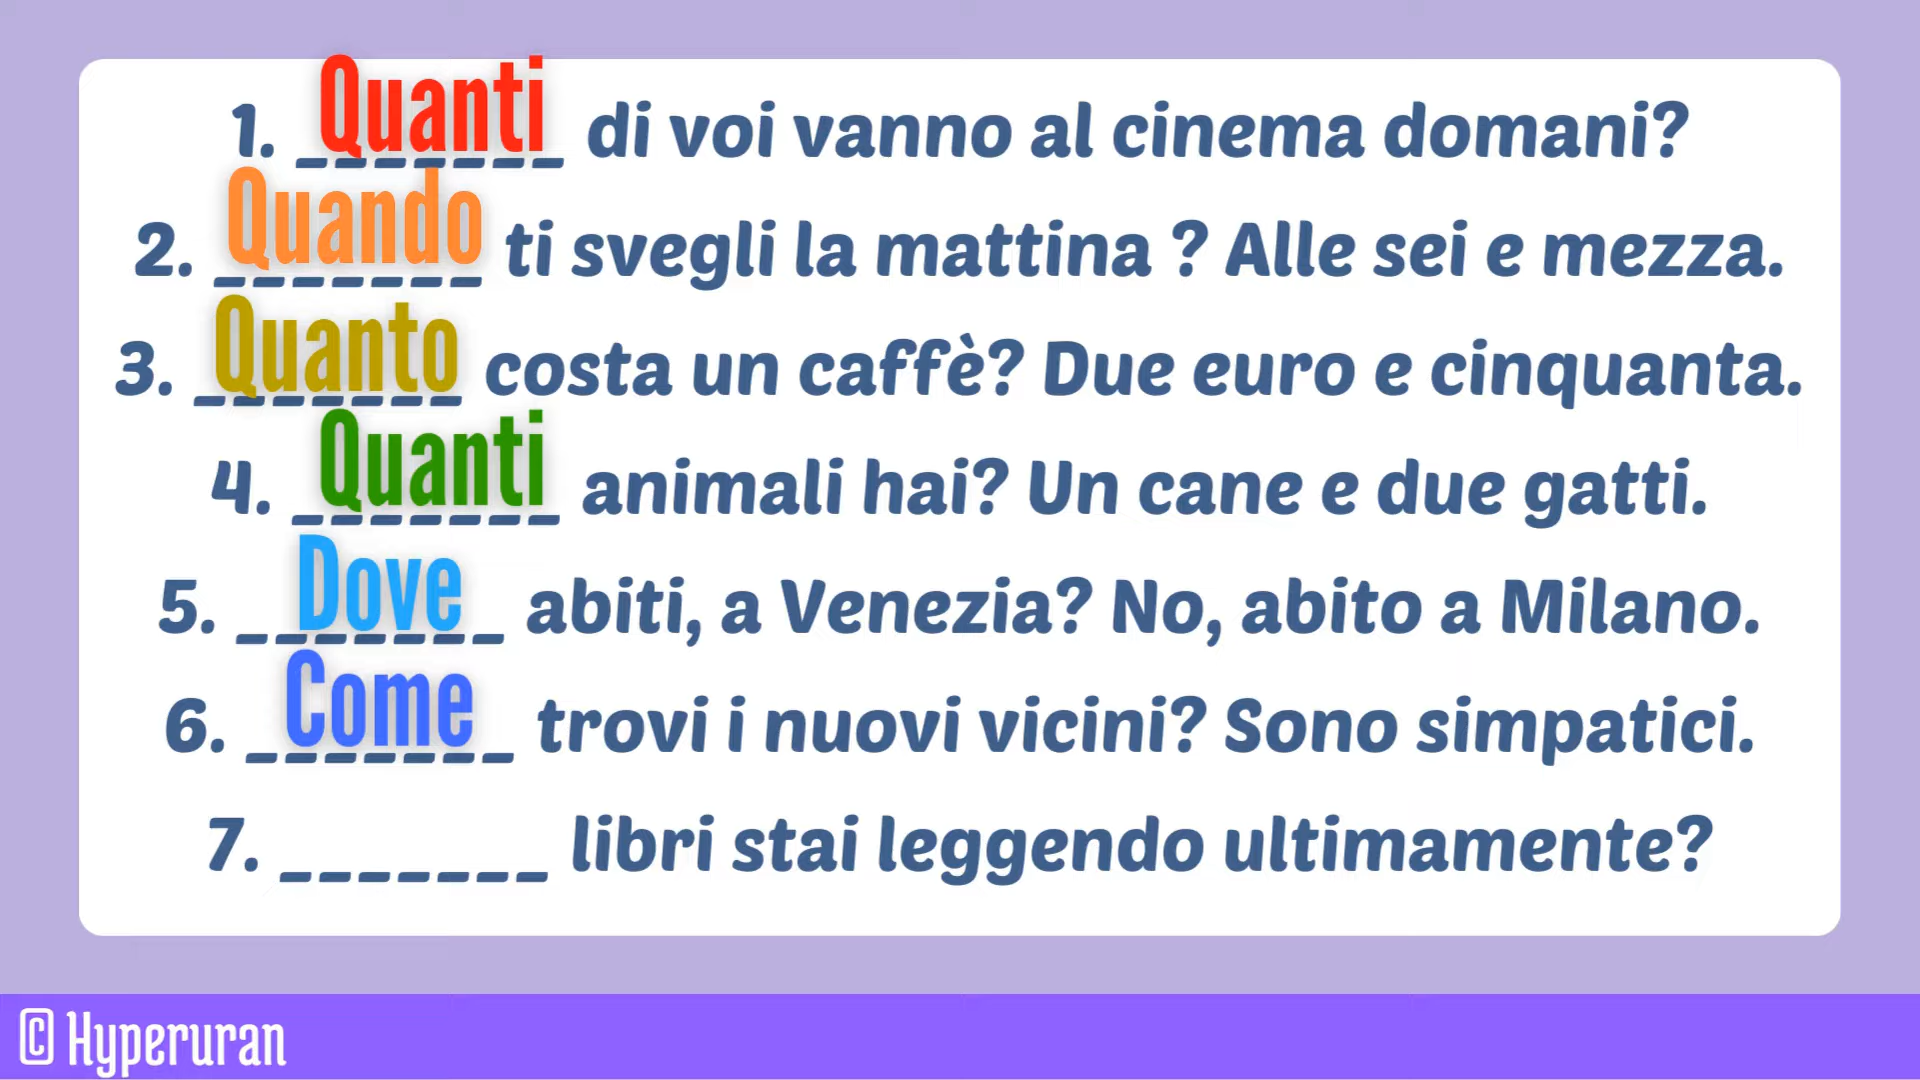 1. Quanti di voi vanno al cinema domani?
2. Quando ti svegli la mattina ? Alle sei e mezza.
3. Quanto costa un caffè? Due euro e cinquanta.
4. Quanti animali hai? Un cane e due gatti.
5. Dove abiti, a Venezia? No, abito a Milano.
6. Come trovi i nuovi vicini? Sono simpatici.
7. _______ libri stai leggendo ultimamente?
© Hyperuran